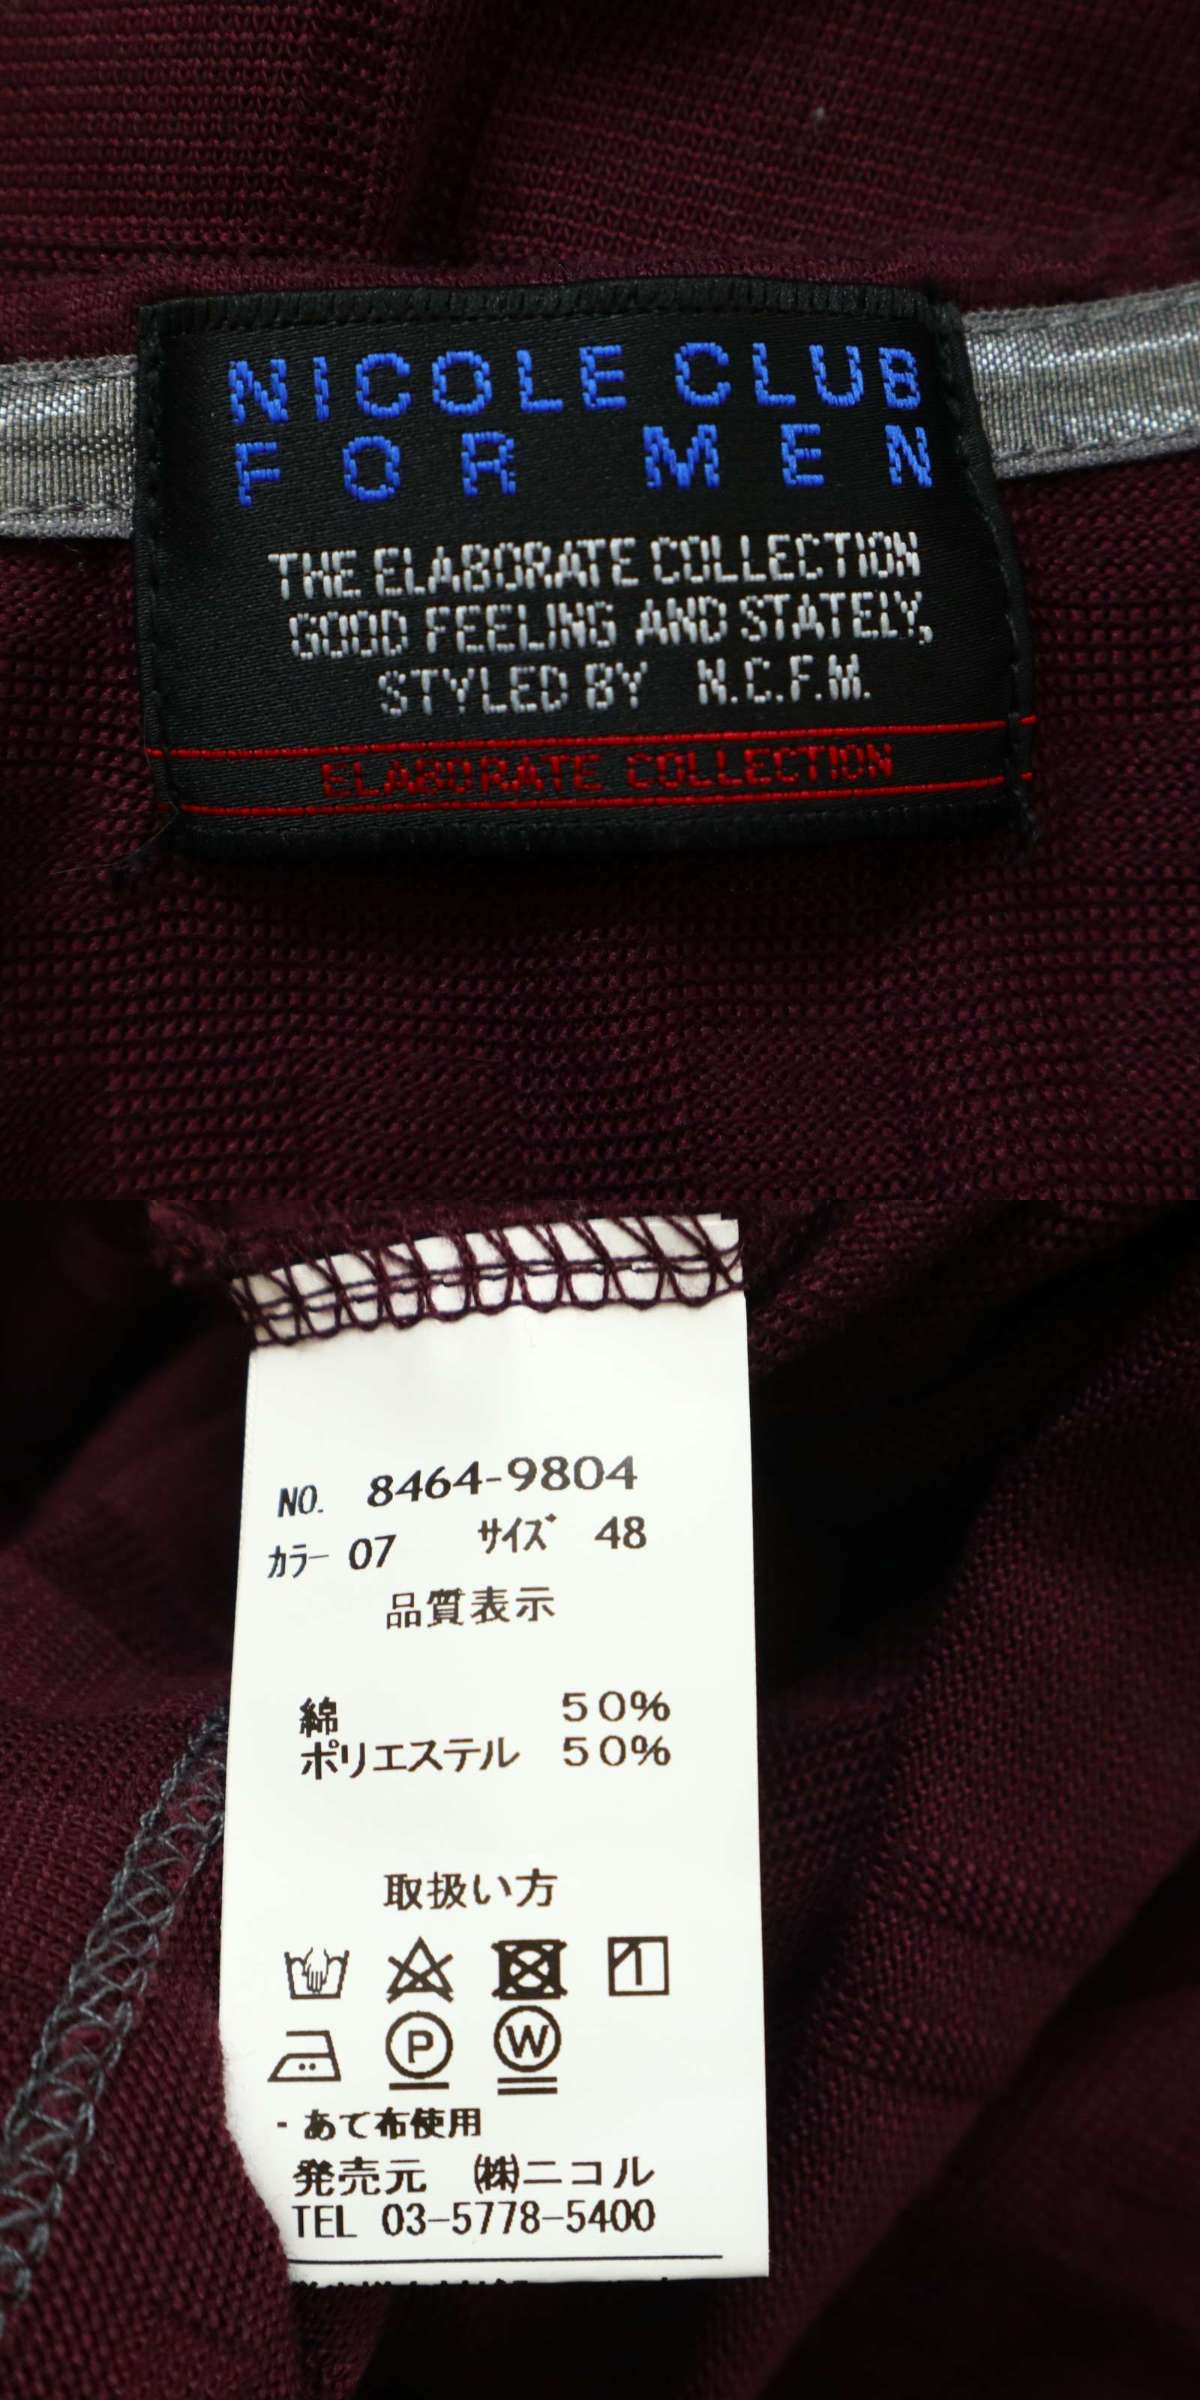 NICOLE CLUB
FOR MEN
THE ELABORATE COLLECTION
GOOD FEELING AND STATELY,
STYLED BY N.C.F.M.
ELABORATE COLLECTION
NO. 8464-9804
カラー 07 サイズ 48
品質表示
綿 50%
ポリエステル 50%
取扱い方
P W
・あて布使用
発売元 ㈱ニコル
TEL 03-5778-5400